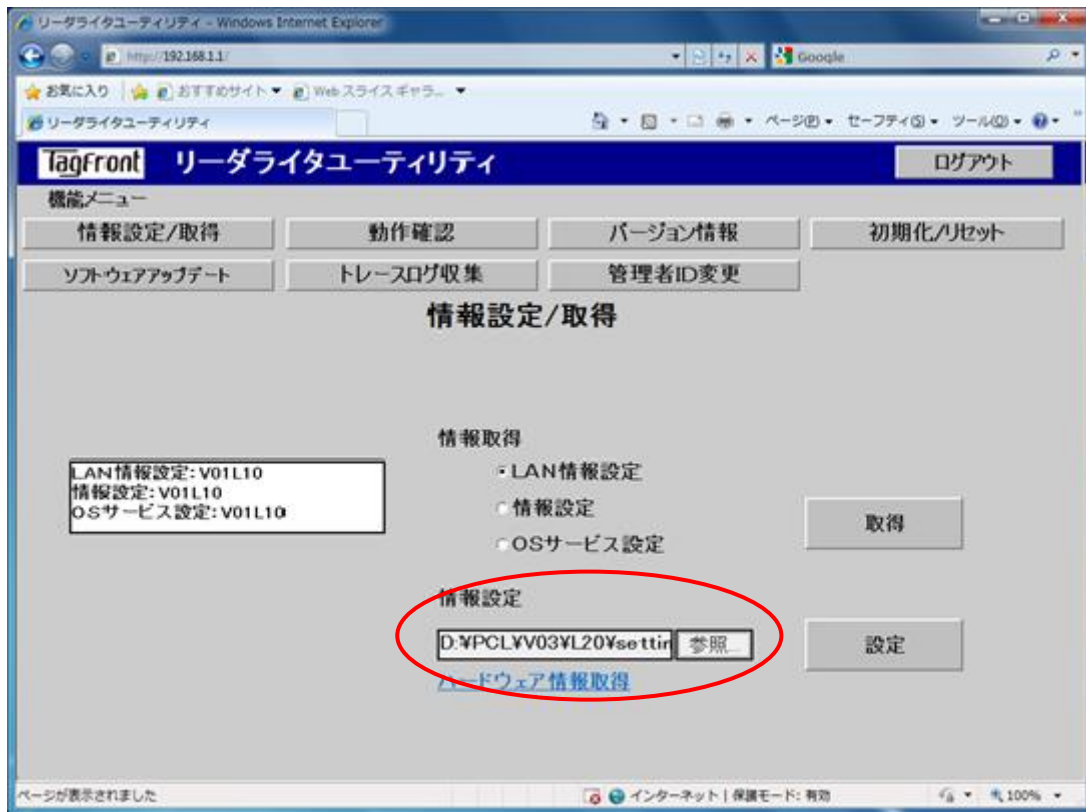 リーダライタユーティリティ - Windows Internet Explorer
http://192.168.1.1/
Google
お気に入り おすすめサイト Web スライス ギャラ...
リーダライタユーティリティ ページ(P) セーフティ(S) ツール(O)
TagFront リーダライタユーティリティ ログアウト
機能メニュー
情報設定/取得 動作確認 バージョン情報 初期化/リセット
ソフトウェアアップデート トレースログ収集 管理者ID変更
情報設定/取得
情報取得
LAN情報設定: V01L10
情報設定: V01L10
OSサービス設定: V01L10
LAN情報設定
情報設定
OSサービス設定
取得
情報設定
D:¥PCL¥V03¥L20¥settin 参照... 設定
ハードウェア情報取得
ページが表示されました インターネット | 保護モード: 有効 100%